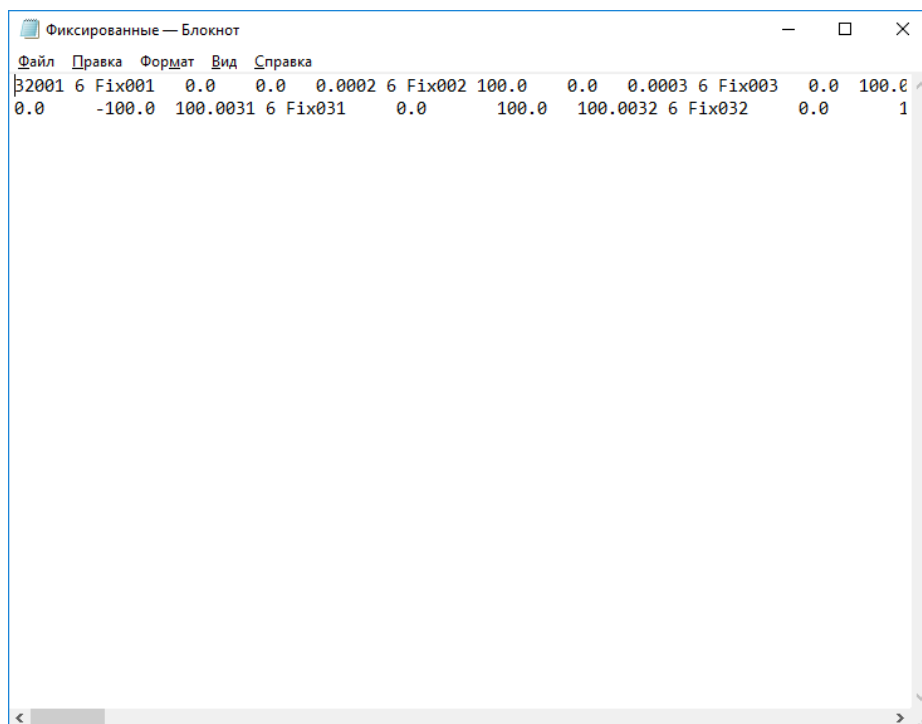 Фиксированные — Блокнот
Файл Правка Формат Вид Справка
32001 6 Fix001   0.0    0.0   0.0002 6 Fix002 100.0    0.0   0.0003 6 Fix003   0.0  100.0
0.0     -100.0  100.0031 6 Fix031     0.0       100.0   100.0032 6 Fix032     0.0        1